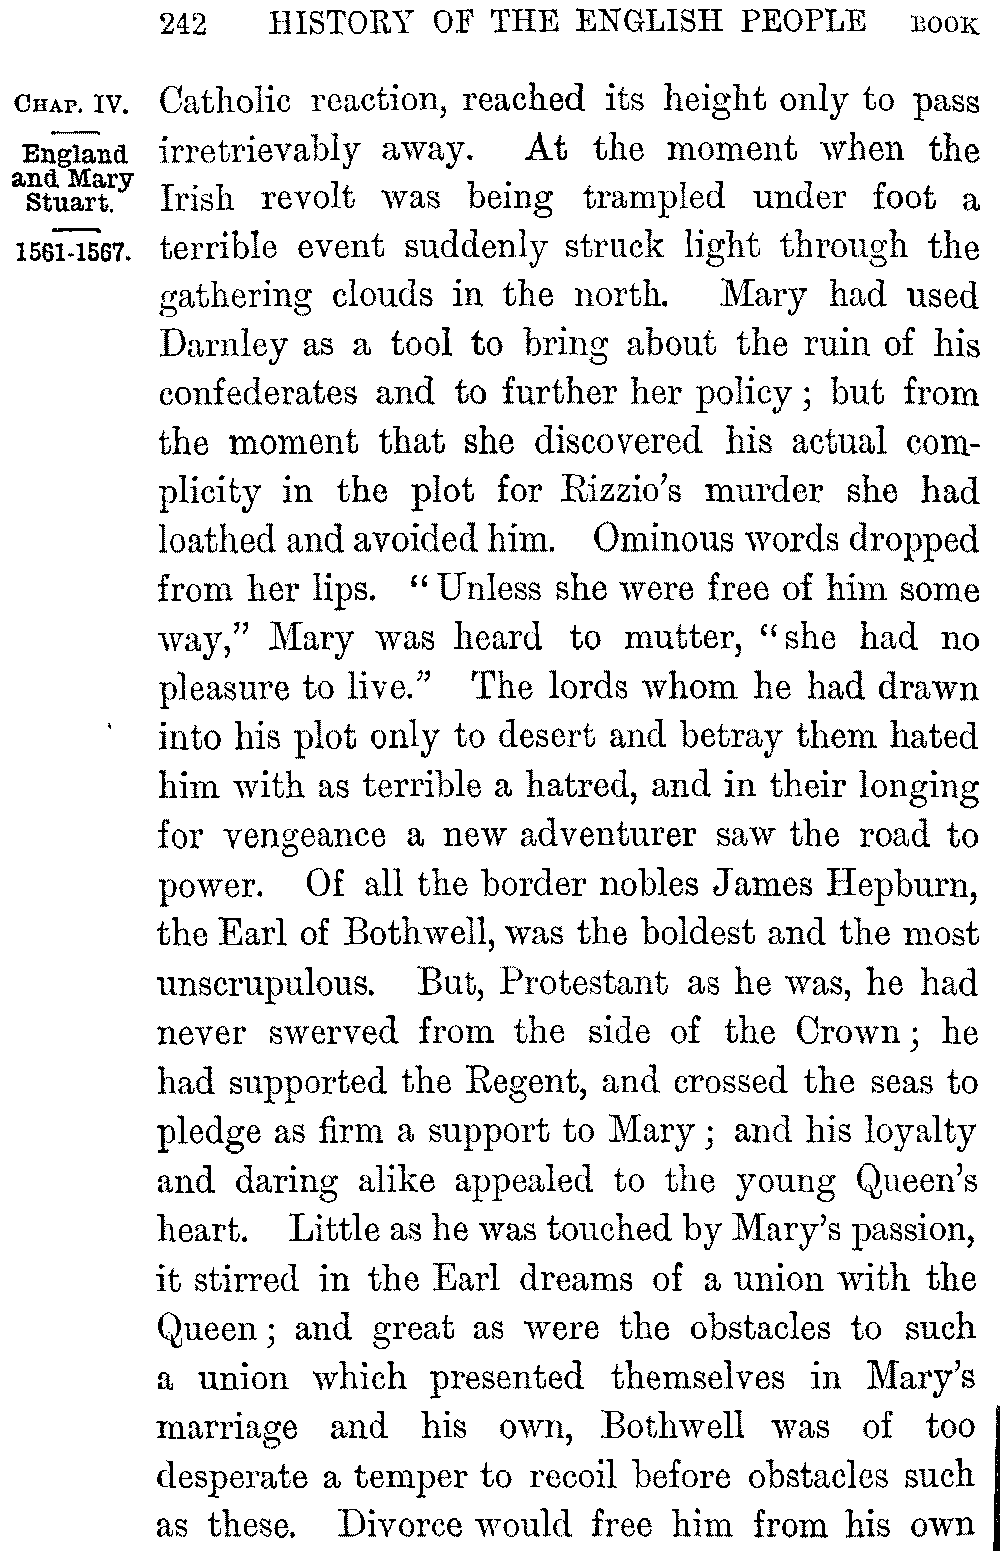 242 HISTORY OF THE ENGLISH PEOPLE BOOK
CHAP. IV.
England
and Mary
Stuart.
1561-1567.
Catholic reaction, reached its height only to pass
irretrievably away. At the moment when the
Irish revolt was being trampled under foot a
terrible event suddenly struck light through the
gathering clouds in the north. Mary had used
Darnley as a tool to bring about the ruin of his
confederates and to further her policy ; but from
the moment that she discovered his actual com-
plicity in the plot for Rizzio's murder she had
loathed and avoided him. Ominous words dropped
from her lips. “Unless she were free of him some
way,” Mary was heard to mutter, “she had no
pleasure to live.” The lords whom he had drawn
into his plot only to desert and betray them hated
him with as terrible a hatred, and in their longing
for vengeance a new adventurer saw the road to
power. Of all the border nobles James Hepburn,
the Earl of Bothwell, was the boldest and the most
unscrupulous. But, Protestant as he was, he had
never swerved from the side of the Crown ; he
had supported the Regent, and crossed the seas to
pledge as firm a support to Mary ; and his loyalty
and daring alike appealed to the young Queen's
heart. Little as he was touched by Mary's passion,
it stirred in the Earl dreams of a union with the
Queen ; and great as were the obstacles to such
a union which presented themselves in Mary's
marriage and his own, Bothwell was of too
desperate a temper to recoil before obstacles such
as these. Divorce would free him from his own